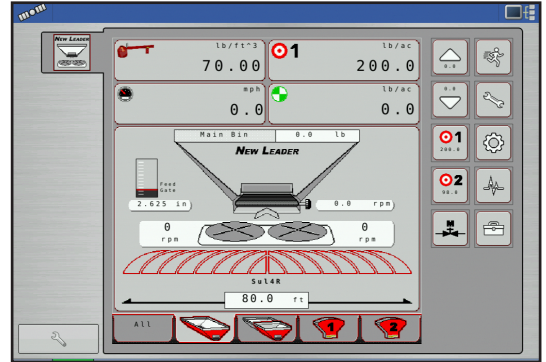 NEW LEADER
lb/ft^3
70.00
1
lb/ac
200.0
mph
0.0
lb/ac
0.0
Main Bin 0.0 lb
NEW LEADER
Feed
Gate
2.625 in
0.0 rpm
0
rpm
0
rpm
Sul4R
80.0 ft
All
1
2
0.0
0.0
1
200.0
2
90.0
M